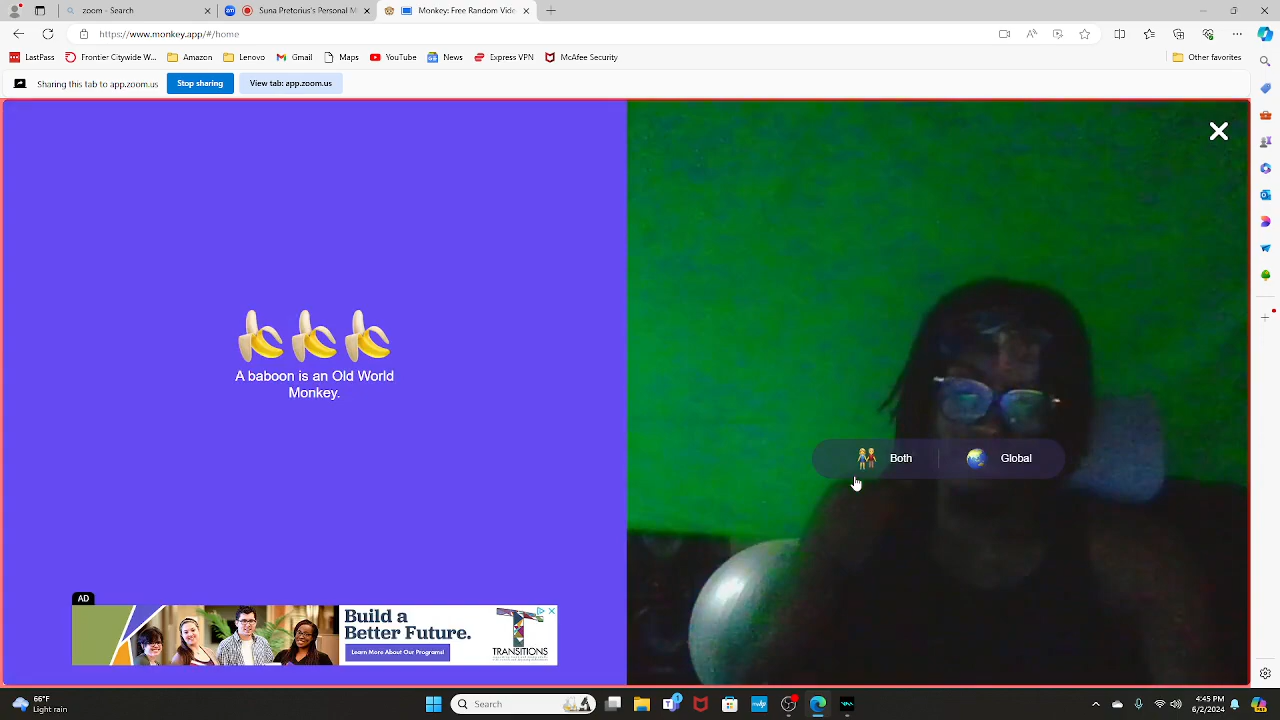 zoom - Search
Suna Pretorius's Personal M
Monkey: Free Random Vide
https://www.monkey.app/#/home
LastPass
Frontier Citywide W...
Amazon
Lenovo
Gmail
Maps
YouTube
News
Express VPN
McAfee Security
Other favorites
Sharing this tab to app.zoom.us
Stop sharing
View tab: app.zoom.us
A baboon is an Old World
Monkey.
Both
Global
AD
Build a
Better Future.
Learn More About Our Programs!
TRANSITIONS
66°F
Light rain
Search
4:45 PM
6/2/2024